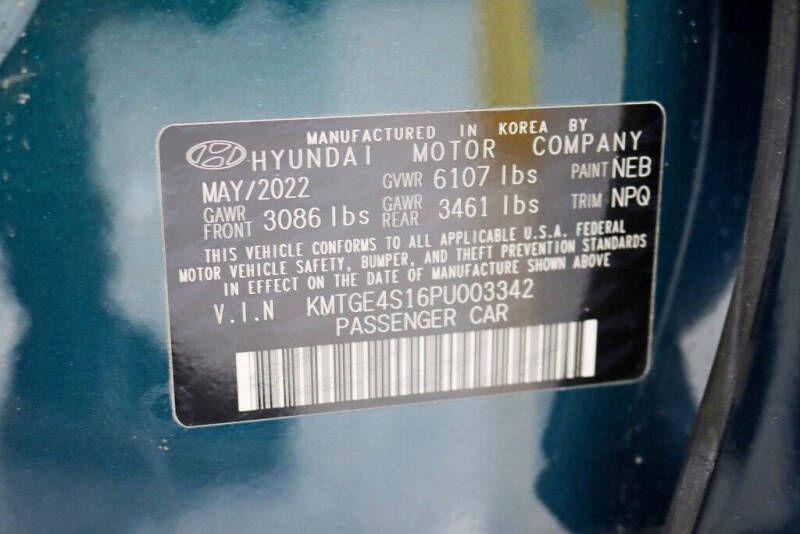 MANUFACTURED IN KOREA BY
HYUNDAI MOTOR COMPANY
MAY/2022 GVWR 6107 lbs PAINT NEB
GAWR FRONT 3086 lbs GAWR REAR 3461 lbs TRIM NPQ
THIS VEHICLE CONFORMS TO ALL APPLICABLE U.S.A. FEDERAL
MOTOR VEHICLE SAFETY, BUMPER, AND THEFT PREVENTION STANDARDS
IN EFFECT ON THE DATE OF MANUFACTURE SHOWN ABOVE
V.I.N KMTGE4S16PU003342
PASSENGER CAR